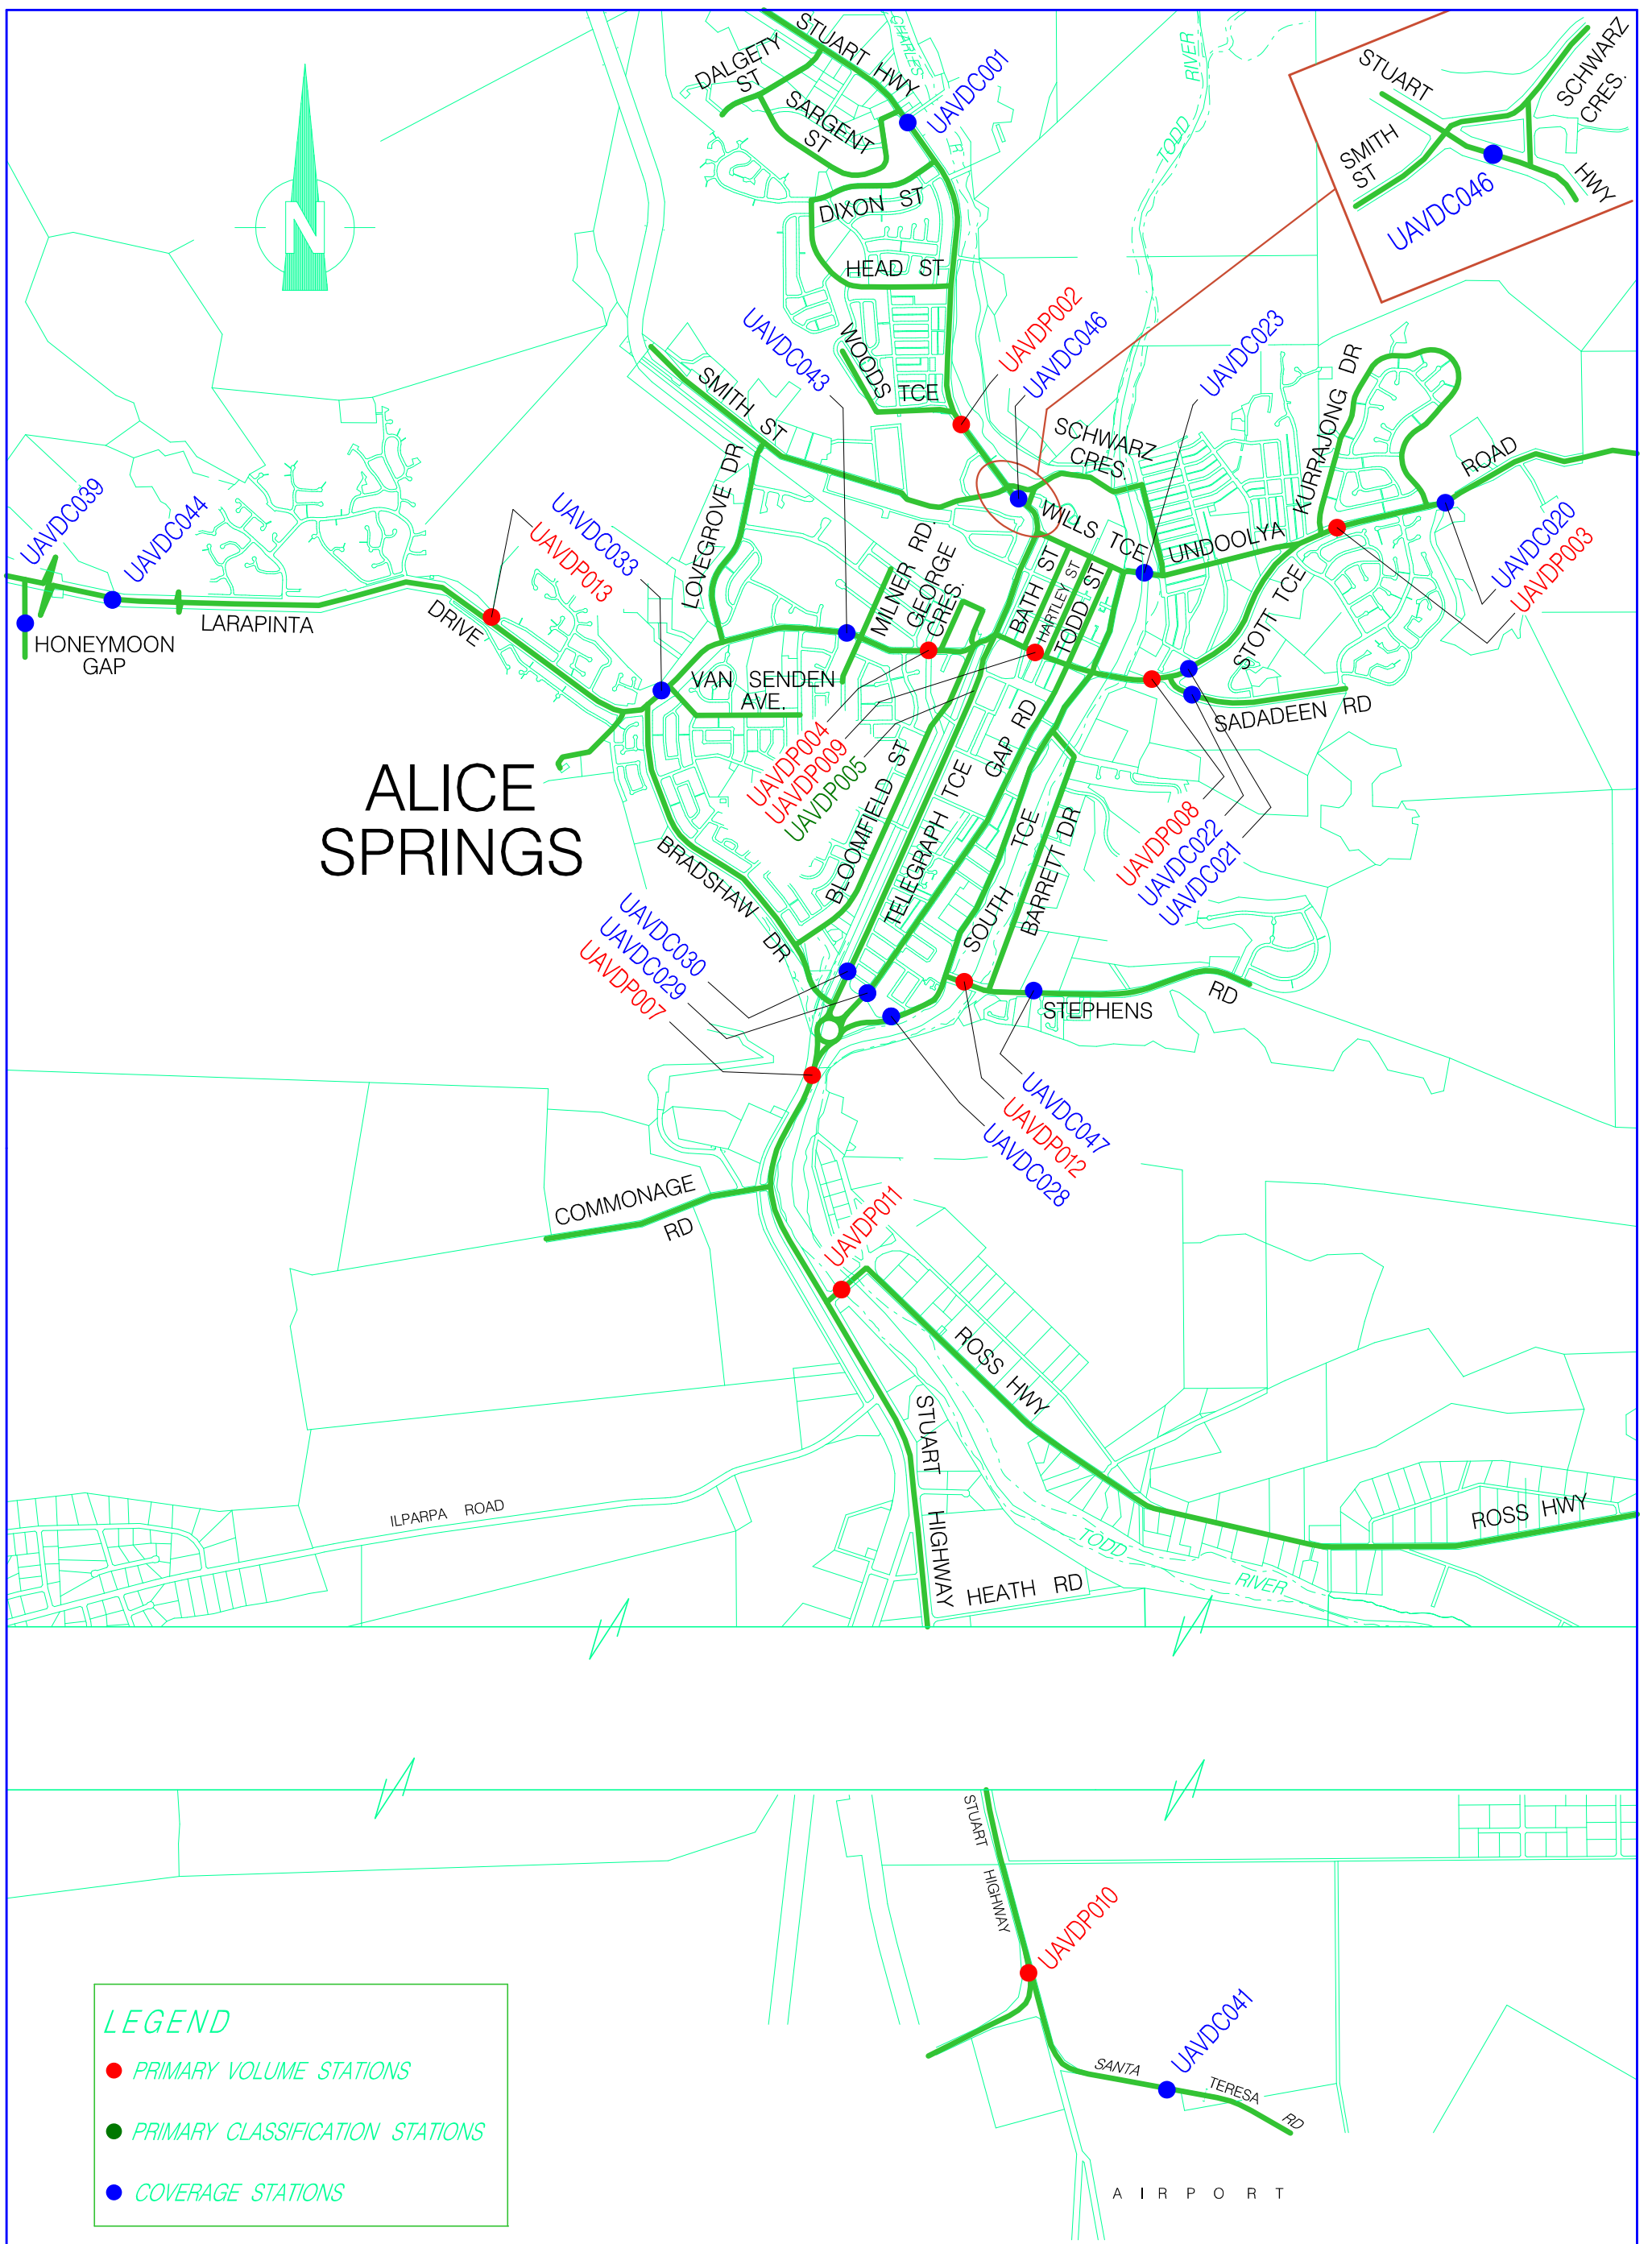 STUART HWY
CHARLES
DALGETY
ST
SARGENT
ST
UAVDC001
RIVER
TODD
STUART
SCHWARZ
CRES.
SMITH
ST
HWY
UAVDC046
N
DIXON ST
HEAD ST
WOODS
TCE
UAVDC043
UAVDP002
UAVDC046
UAVDC023
SMITH ST
SCHWARZ
CRES.
KURRAJONG DR
ROAD
UAVDC039
UAVDC044
UAVDC033
UAVDP013
LOVEGROVE DR
MILNER RD.
GEORGE
CRES.
WILLS TCE
BATH ST
HARTLEY ST
TODD ST
UNDOOLYA
STOTT TCE
UAVDC020
UAVDP003
LARAPINTA
DRIVE
HONEYMOON
GAP
VAN SENDEN
AVE.
SADADEEN RD
ALICE
SPRINGS
UAVDP004
UAVDP009
UAVDP005
BLOOMFIELD ST
TELEGRAPH TCE
GAP RD
SOUTH TCE
BARRETT DR
UAVDP008
UAVDC022
UAVDC021
BRADSHAW
DR
UAVDC030
UAVDC029
UAVDP007
STEPHENS
RD
UAVDC047
UAVDP012
UAVDC028
COMMONAGE
RD
UAVDP011
ROSS HWY
STUART
HIGHWAY
ILPARPA ROAD
ROSS HWY
TODD
RIVER
HEATH RD
STUART
HIGHWAY
UAVDP010
UAVDC041
SANTA
TERESA
RD
AIRPORT
LEGEND
PRIMARY VOLUME STATIONS
PRIMARY CLASSIFICATION STATIONS
COVERAGE STATIONS